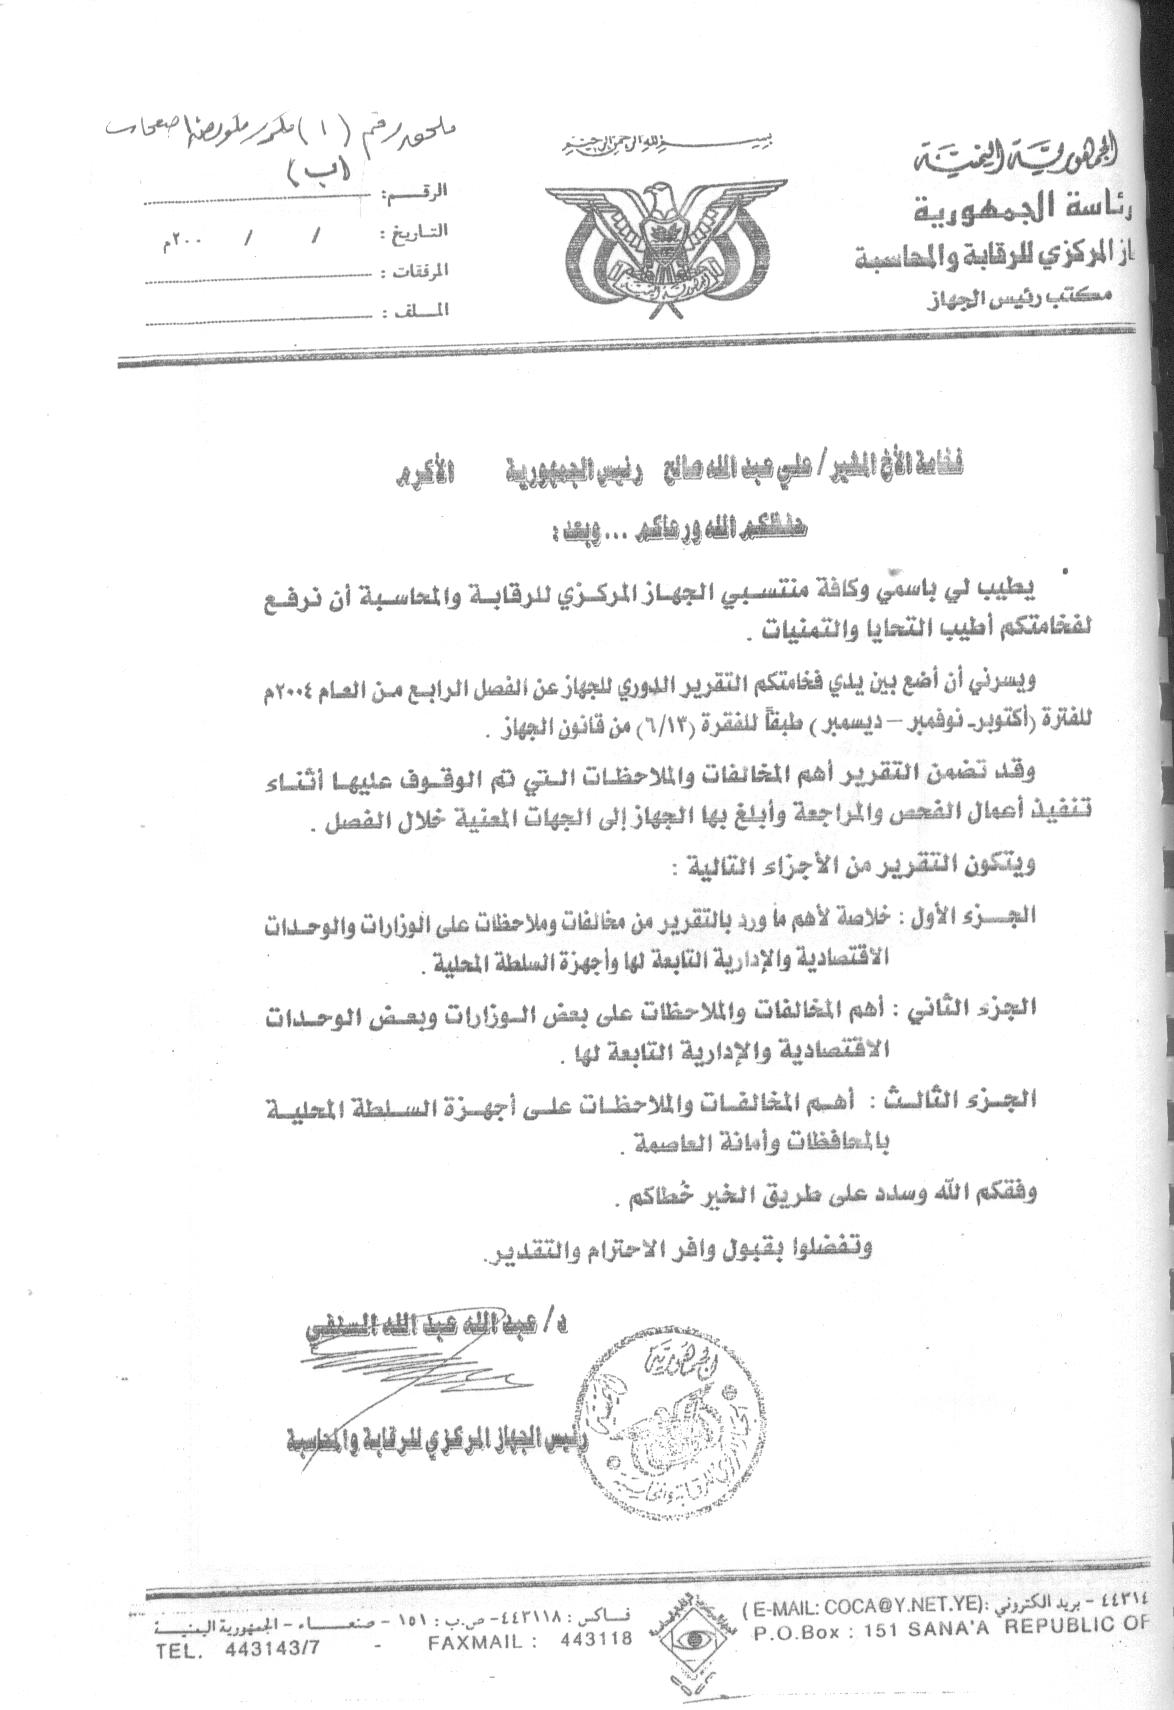 الجمهورية اليمنية
رئاسة الجمهورية
از المركزي للرقابة والمحاسبة
مكتب رئيس الجهاز
بسم الله الرحمن الرحيم
ملحق رقم (١) مكرر
(ب)
الرقـم :
التاريخ : / / ٢٠٠م
المرفقات :
الملـف :
فخامة الأخ المشير/ علي عبد الله صالح رئيس الجمهورية الأكرم
حفظكم الله ورعاكم ... وبعد :
يطيب لي باسمي وكافة منتسبي الجهاز المركزي للرقابة والمحاسبة أن نرفع
لفخامتكم أطيب التحايا والتمنيات .
ويسرني أن أضع بين يدي فخامتكم التقرير الدوري للجهاز عن الفصل الرابع من العام ٢٠٠٤م
للفترة (أكتوبر- نوفمبر – ديسمبر) طبقاً للفقرة (٦/١٣) من قانون الجهاز .
وقد تضمن التقرير أهم المخالفات والملاحظات التي تم الوقوف عليها أثناء
تنفيذ أعمال الفحص والمراجعة وأبلغ بها الجهاز إلى الجهات المعنية خلال الفصل .
ويتكون التقرير من الأجزاء التالية :
الجزء الأول : خلاصة لأهم ما ورد بالتقرير من مخالفات وملاحظات على الوزارات والوحدات
الاقتصادية والإدارية التابعة لها وأجهزة السلطة المحلية .
الجزء الثاني : أهم المخالفات والملاحظات على بعض الوزارات وبعض الوحدات
الاقتصادية والإدارية التابعة لها .
الجزء الثالث : أهم المخالفات والملاحظات على أجهزة السلطة المحلية
بالمحافظات وأمانة العاصمة .
وفقكم الله وسدد على طريق الخير خُطاكم .
وتفضلوا بقبول وافر الاحترام والتقدير.
د/ عبد الله عبد الله السنفي
رئيس الجهاز المركزي للرقابة والمحاسبة
الجمهورية اليمنية
٤٤٣١٤ - بريد الكتروني :(E-MAIL: COCA@Y.NET.YE)
فاكس : ٤٤٣١١٨- ص.ب : ١٥١ - صنعاء - الجمهورية اليمنية
TEL. 443143/7 - FAXMAIL : 443118
P.O.Box : 151 SANA'A REPUBLIC OF